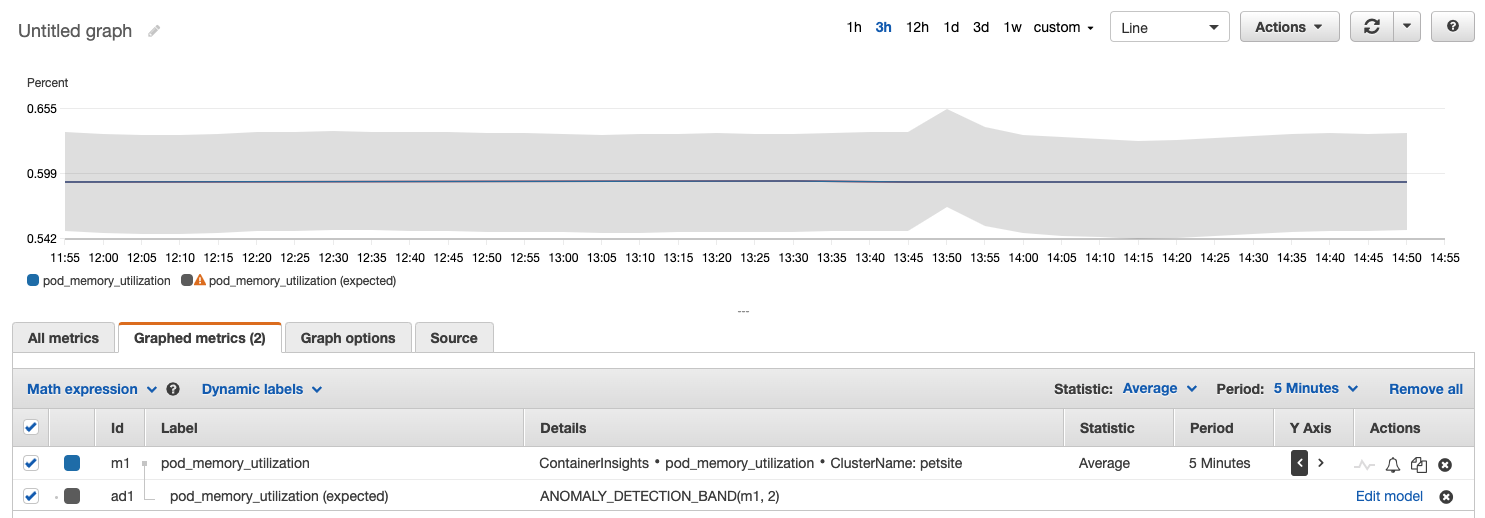 Untitled graph
1h 3h 12h 1d 3d 1w custom Line Actions ?
Percent
0.655
0.599
0.542
11:55 12:00 12:05 12:10 12:15 12:20 12:25 12:30 12:35 12:40 12:45 12:50 12:55 13:00 13:05 13:10 13:15 13:20 13:25 13:30 13:35 13:40 13:45 13:50 13:55 14:00 14:05 14:10 14:15 14:20 14:25 14:30 14:35 14:40 14:45 14:50 14:55
pod_memory_utilization pod_memory_utilization (expected)
---
All metrics Graphed metrics (2) Graph options Source
Math expression ? Dynamic labels Statistic: Average Period: 5 Minutes Remove all
Id Label Details Statistic Period Y Axis Actions
m1 pod_memory_utilization ContainerInsights • pod_memory_utilization • ClusterName: petsite Average 5 Minutes < >
ad1 pod_memory_utilization (expected) ANOMALY_DETECTION_BAND(m1, 2) Edit model